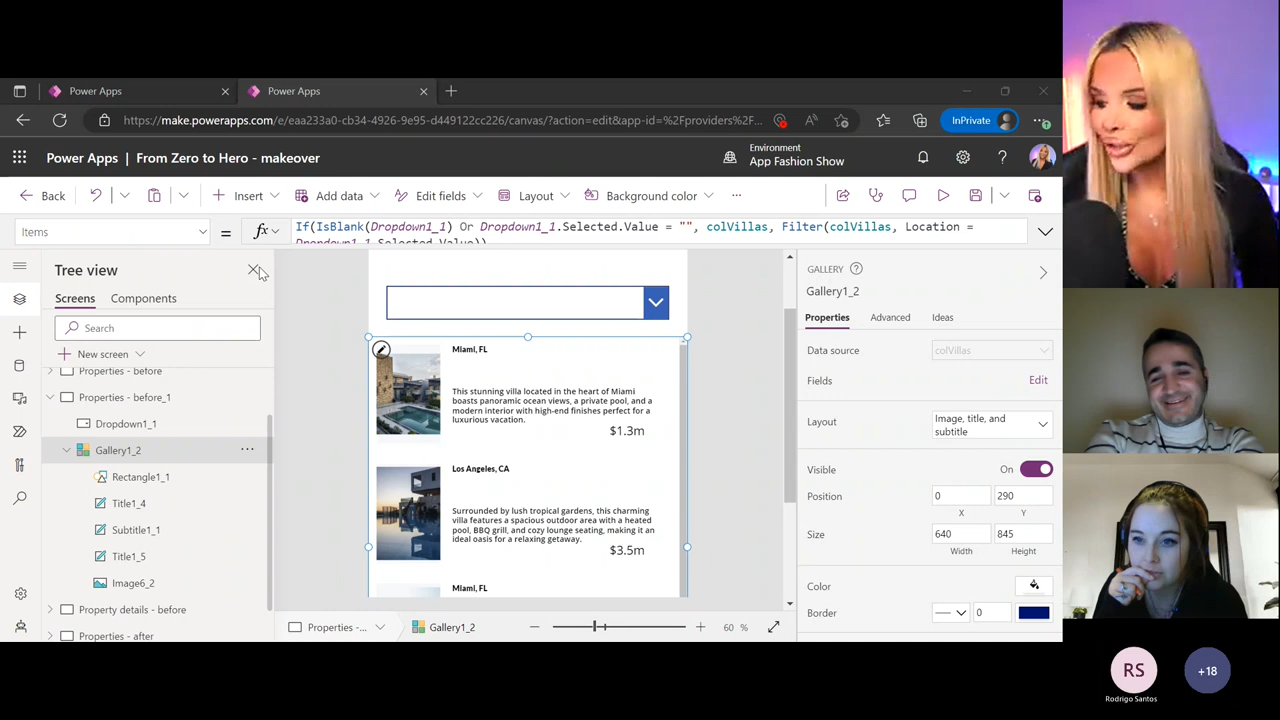 Power Apps
Power Apps
https://make.powerapps.com/e/eaa233a0-cb34-4926-9e95-d449122cc226/canvas/?action=edit&app-id=%2Fproviders%2F...
InPrivate
Power Apps | From Zero to Hero - makeover
Environment
App Fashion Show
Back
Insert
Add data
Edit fields
Layout
Background color
Items
=
fx
If(IsBlank(Dropdown1_1) Or Dropdown1_1.Selected.Value = "", colVillas, Filter(colVillas, Location =
Dropdown1_1.Selected.Value))
Tree view
Screens
Components
Search
New screen
Properties - before
Properties - before_1
Dropdown1_1
Gallery1_2
Rectangle1_1
Title1_4
Subtitle1_1
Title1_5
Image6_2
Property details - before
Properties - after
Miami, FL
This stunning villa located in the heart of Miami
boasts panoramic ocean views, a private pool, and a
modern interior with high-end finishes perfect for a
luxurious vacation.
$1.3m
Los Angeles, CA
Surrounded by lush tropical gardens, this charming
villa features a spacious outdoor area with a heated
pool, BBQ grill, and cozy lounge seating, making it an
ideal oasis for a relaxing getaway.
$3.5m
Miami, FL
Properties -...
Gallery1_2
60 %
GALLERY
Gallery1_2
Properties
Advanced
Ideas
Data source
colVillas
Fields
Edit
Layout
Image, title, and
subtitle
Visible
On
Position
0
290
X
Y
Size
640
845
Width
Height
Color
Border
0
RS
+18
Rodrigo Santos